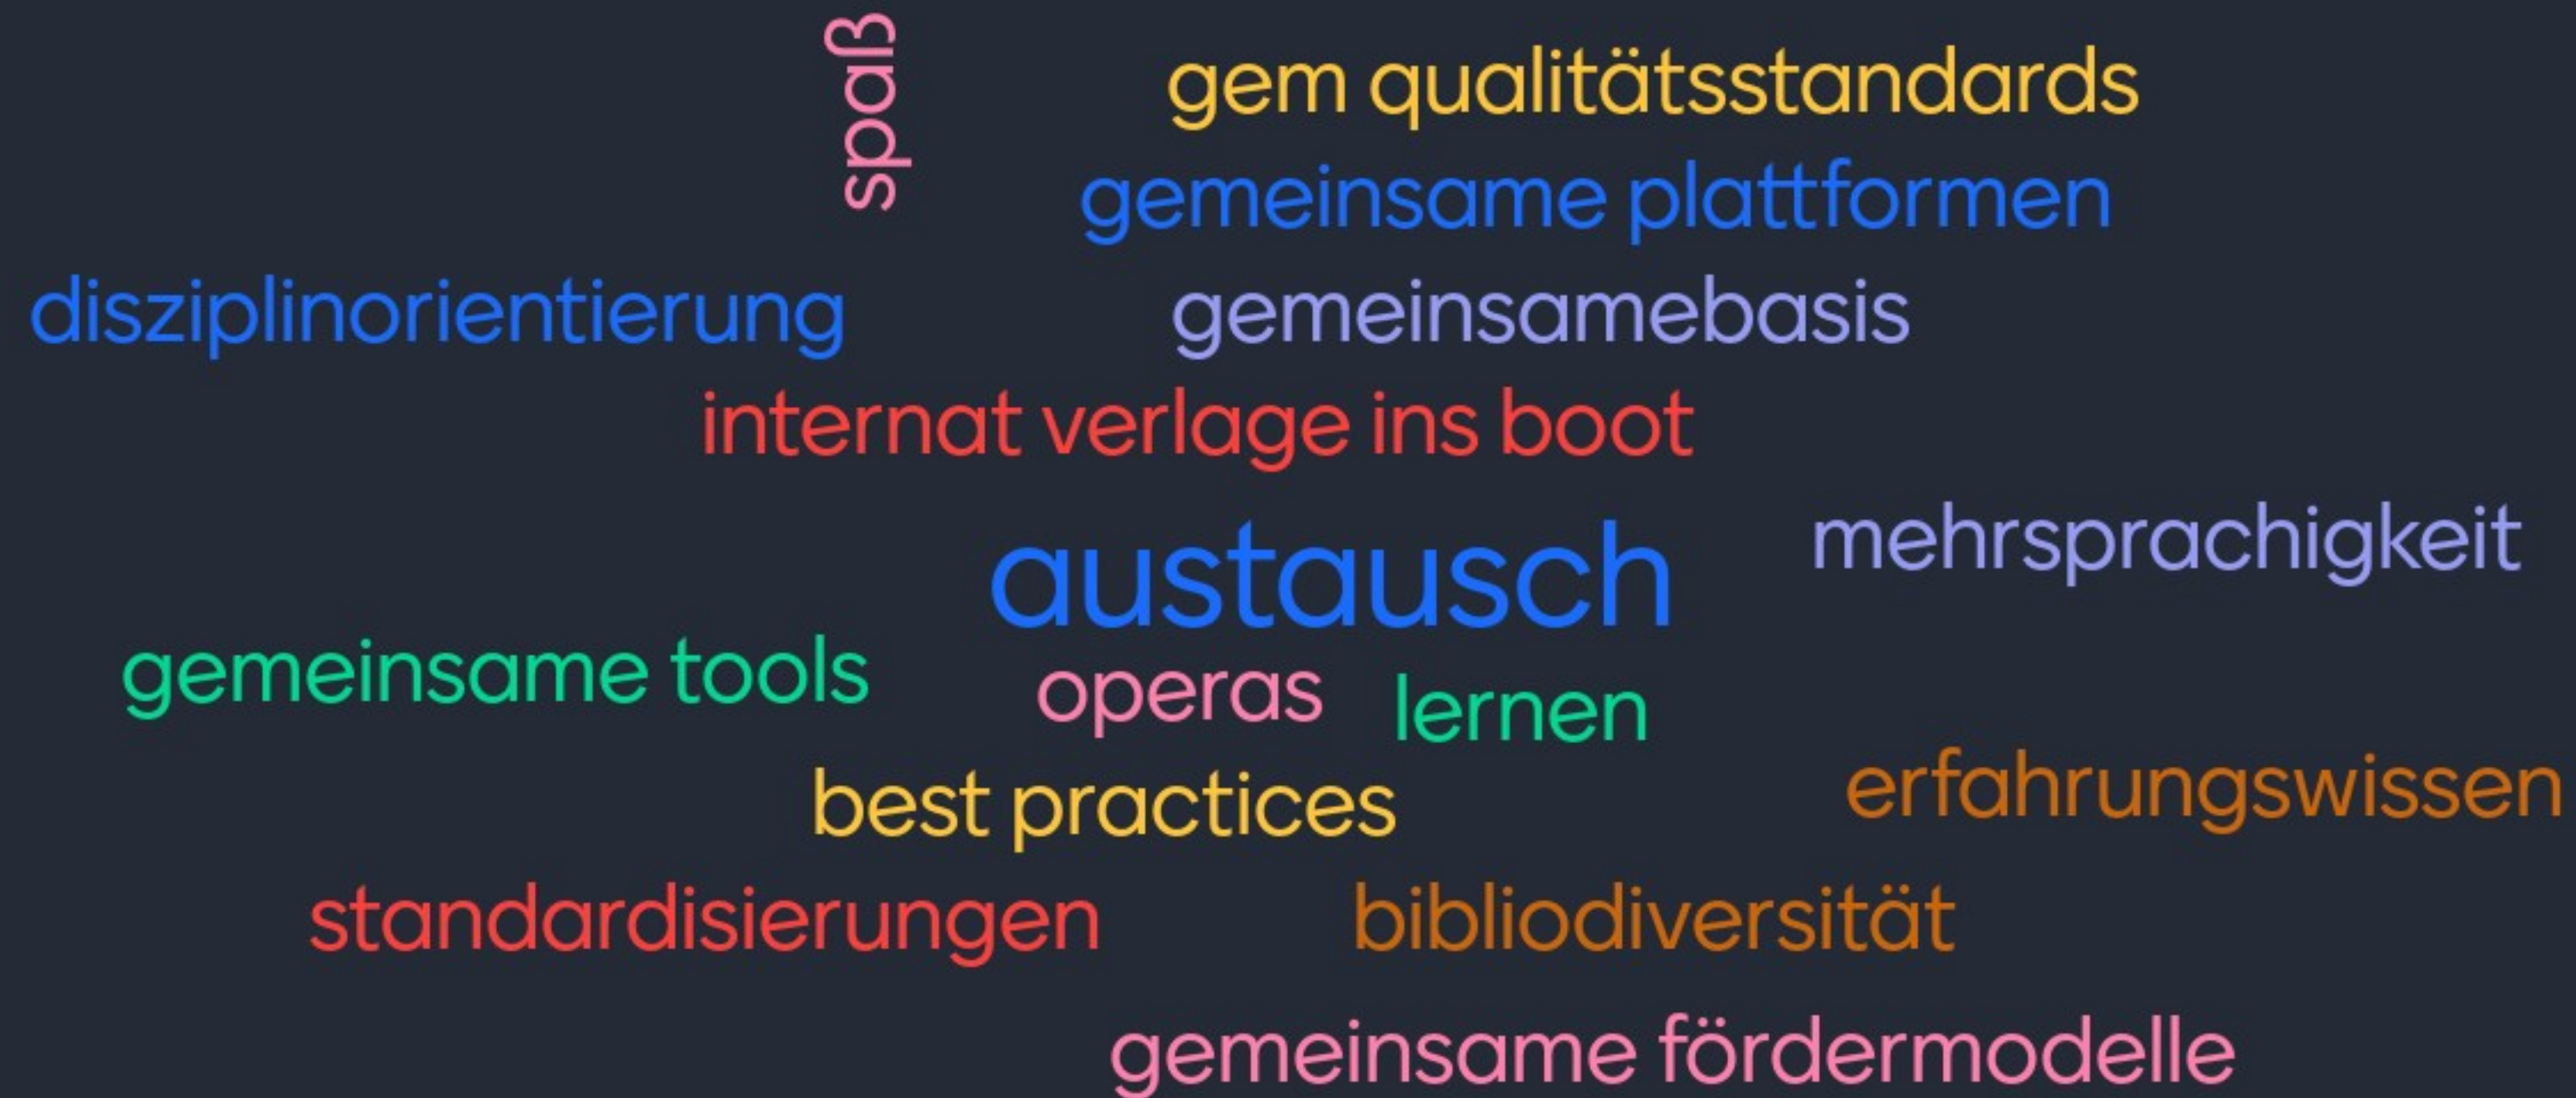 spaß
gem qualitätsstandards
gemeinsame plattformen
disziplinorientierung
gemeinsamebasis
internat verlage ins boot
mehrsprachigkeit
austausch
gemeinsame tools
operas
lernen
best practices
erfahrungswissen
standardisierungen
bibliodiversität
gemeinsame fördermodelle